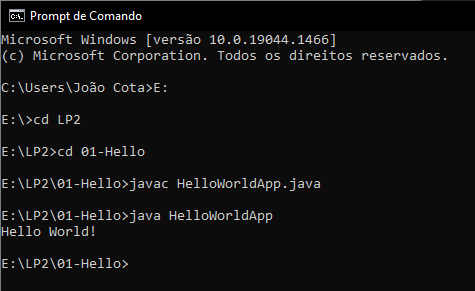 Prompt de Comando
Microsoft Windows [versão 10.0.19044.1466]
(c) Microsoft Corporation. Todos os direitos reservados.
C:\Users\João Cota>E:
E:\>cd LP2
E:\LP2>cd 01-Hello
E:\LP2\01-Hello>javac HelloWorldApp.java
E:\LP2\01-Hello>java HelloWorldApp
Hello World!
E:\LP2\01-Hello>